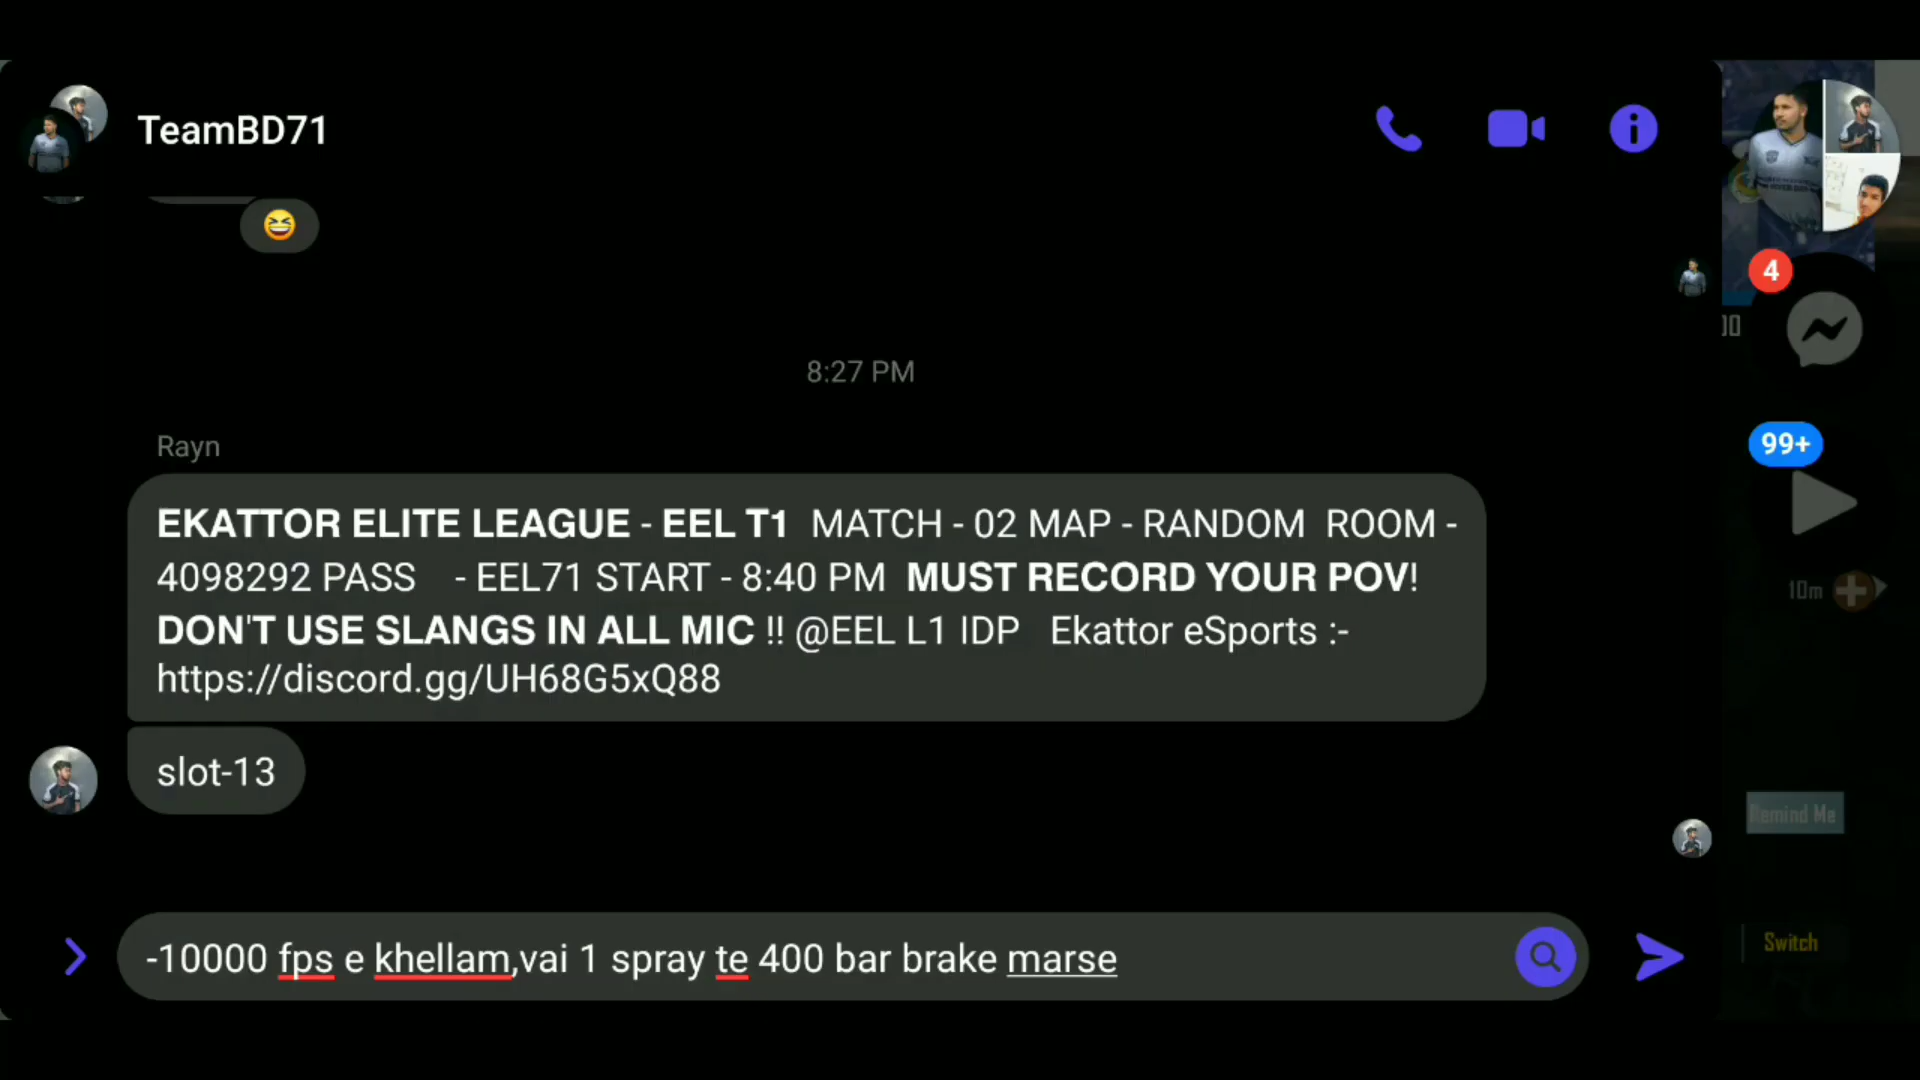 TeamBD71
8:27 PM
Rayn
EKATTOR ELITE LEAGUE - EEL T1 MATCH - 02 MAP - RANDOM ROOM -
4098292 PASS - EEL71 START - 8:40 PM MUST RECORD YOUR POV!
DON'T USE SLANGS IN ALL MIC !! @EEL L1 IDP Ekattor eSports :-
https://discord.gg/UH68G5xQ88
slot-13
-10000 fps e khellam,vai 1 spray te 400 bar brake marse
4
99+
10m
Remind Me
Switch